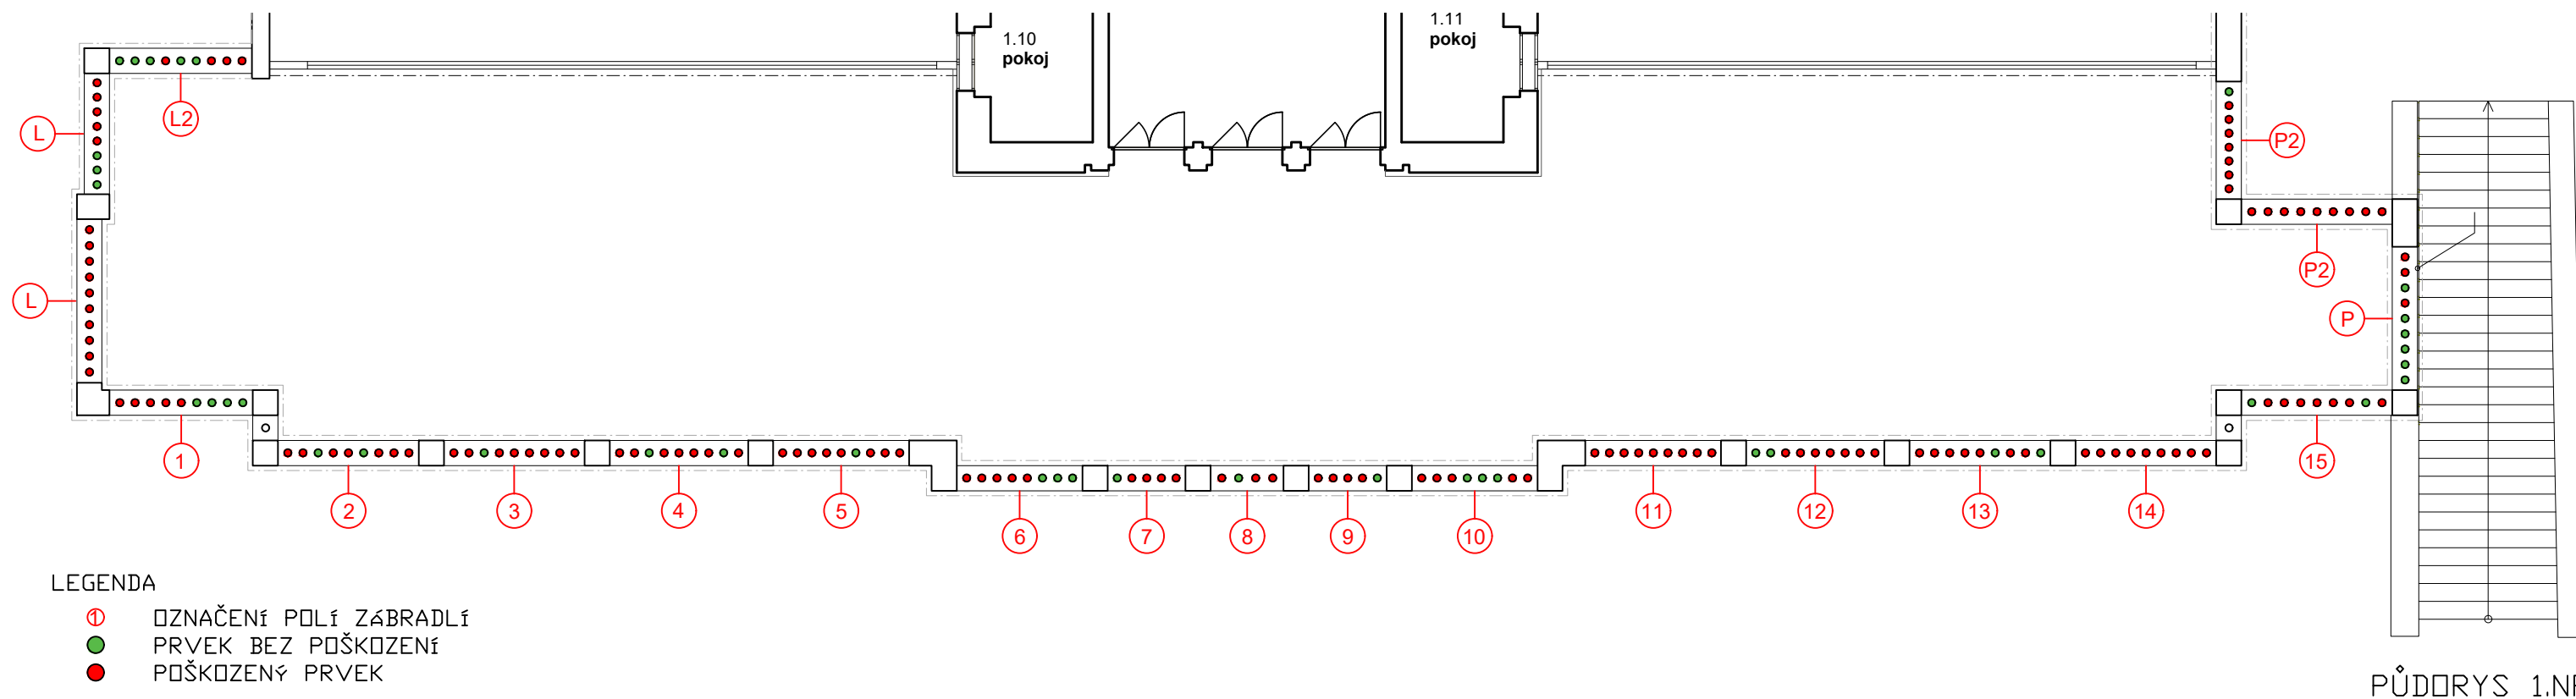 1.10
pokoj
1.11
pokoj
L2
L
P2
L
P2
P
1
2
3
4
5
6
7
8
9
10
11
12
13
14
15
LEGENDA
1 OZNAČENÍ POLÍ ZÁBRADLÍ
PRVEK BEZ POŠKOZENÍ
POŠKOZENÝ PRVEK
PŮDORYS 1.N